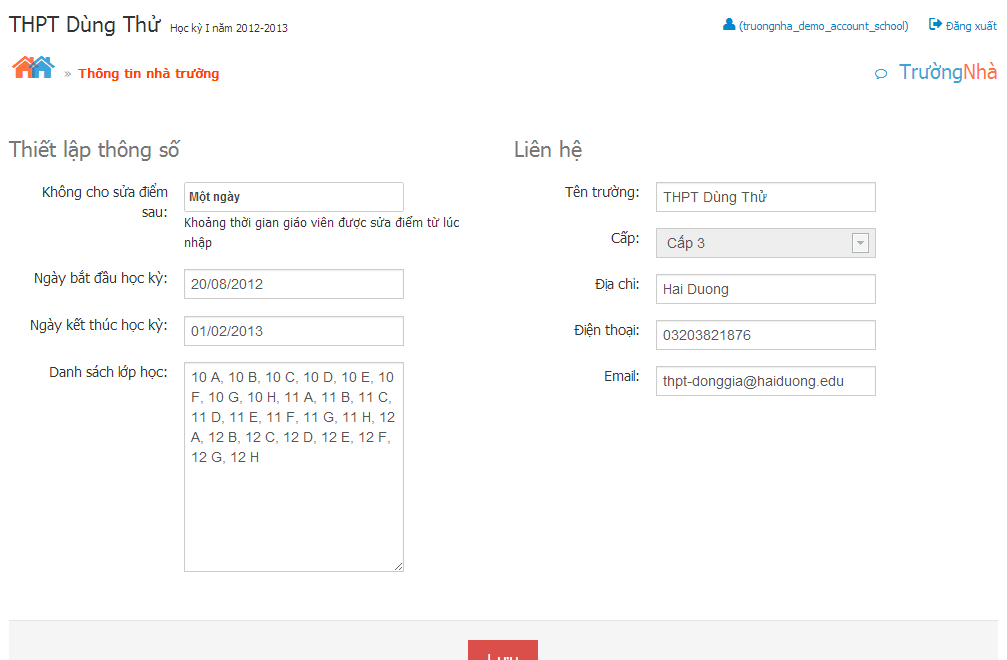 THPT Dùng Thử Học kỳ I năm 2012-2013
(truongnha_demo_account_school) Đăng xuất
» Thông tin nhà trường
TrườngNhà
Thiết lập thông số
Không cho sửa điểm
sau:
Một ngày
Khoảng thời gian giáo viên được sửa điểm từ lúc
nhập
Ngày bắt đầu học kỳ:
20/08/2012
Ngày kết thúc học kỳ:
01/02/2013
Danh sách lớp học:
10 A, 10 B, 10 C, 10 D, 10 E, 10
F, 10 G, 10 H, 11 A, 11 B, 11 C,
11 D, 11 E, 11 F, 11 G, 11 H, 12
A, 12 B, 12 C, 12 D, 12 E, 12 F,
12 G, 12 H
Liên hệ
Tên trường:
THPT Dùng Thử
Cấp:
Cấp 3
Địa chỉ:
Hai Duong
Điện thoại:
03203821876
Email:
thpt-donggia@haiduong.edu
Lưu